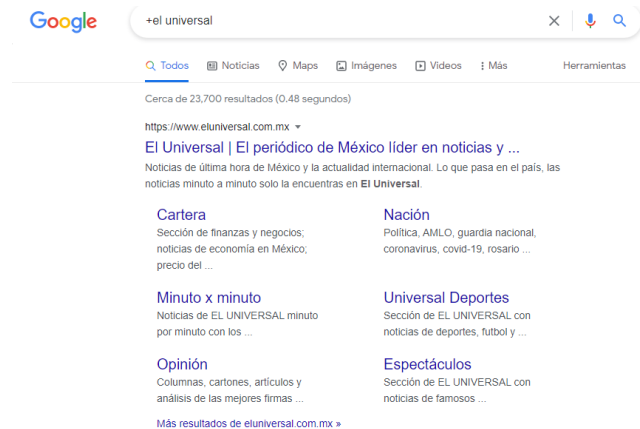 Google
+el universal
Todos Noticias Maps Imágenes Videos Más Herramientas
Cerca de 23,700 resultados (0.48 segundos)
https://www.eluniversal.com.mx
El Universal | El periódico de México líder en noticias y ...
Noticias de última hora de México y la actualidad internacional. Lo que pasa en el país, las
noticias minuto a minuto solo la encuentras en El Universal.
Cartera
Sección de finanzas y negocios;
noticias de economía en México;
precio del ...
Nación
Política, AMLO, guardia nacional,
coronavirus, covid-19, rosario ...
Minuto x minuto
Noticias de EL UNIVERSAL minuto
por minuto con los ...
Universal Deportes
Sección de EL UNIVERSAL con
noticias de deportes, futbol y ...
Opinión
Columnas, cartones, artículos y
análisis de las mejores firmas ...
Espectáculos
Sección de EL UNIVERSAL con
noticias de famosos ...
Más resultados de eluniversal.com.mx »